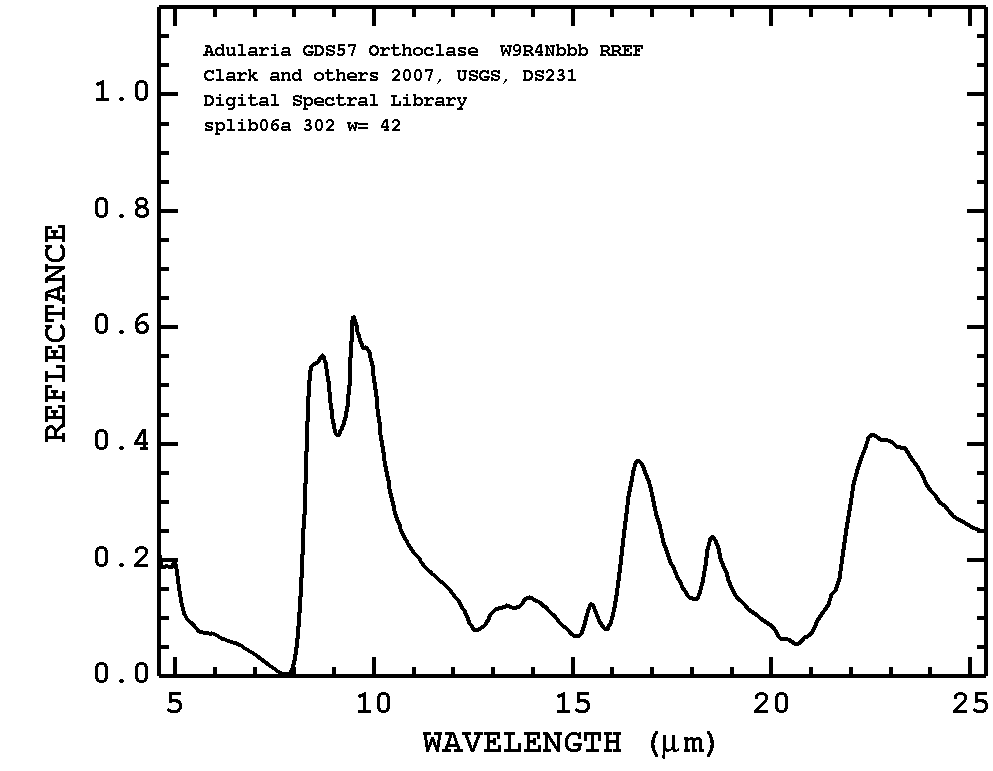 Adularia GDS57 Orthoclase  W9R4Nbbb RREF
Clark and others 2007, USGS, DS231
Digital Spectral Library
splib06a 302 w= 42
1.0
0.8
0.6
0.4
0.2
0.0
REFLECTANCE
5 10 15 20 25
WAVELENGTH (μm)